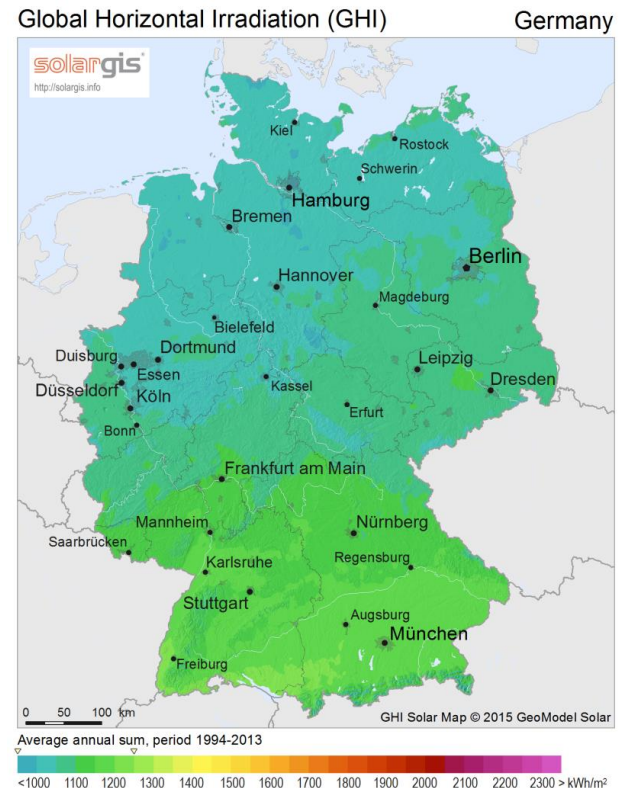 Global Horizontal Irradiation (GHI) Germany
solargis
http://solargis.info
Kiel
Rostock
Schwerin
Hamburg
Bremen
Berlin
Hannover
Magdeburg
Bielefeld
Duisburg
Dortmund
Essen
Leipzig
Düsseldorf
Kassel
Dresden
Köln
Erfurt
Bonn
Frankfurt am Main
Mannheim
Nürnberg
Saarbrücken
Karlsruhe
Regensburg
Stuttgart
Augsburg
München
Freiburg
0 50 100 km
GHI Solar Map © 2015 GeoModel Solar
Average annual sum, period 1994-2013
<1000 1100 1200 1300 1400 1500 1600 1700 1800 1900 2000 2100 2200 2300 > kWh/m²